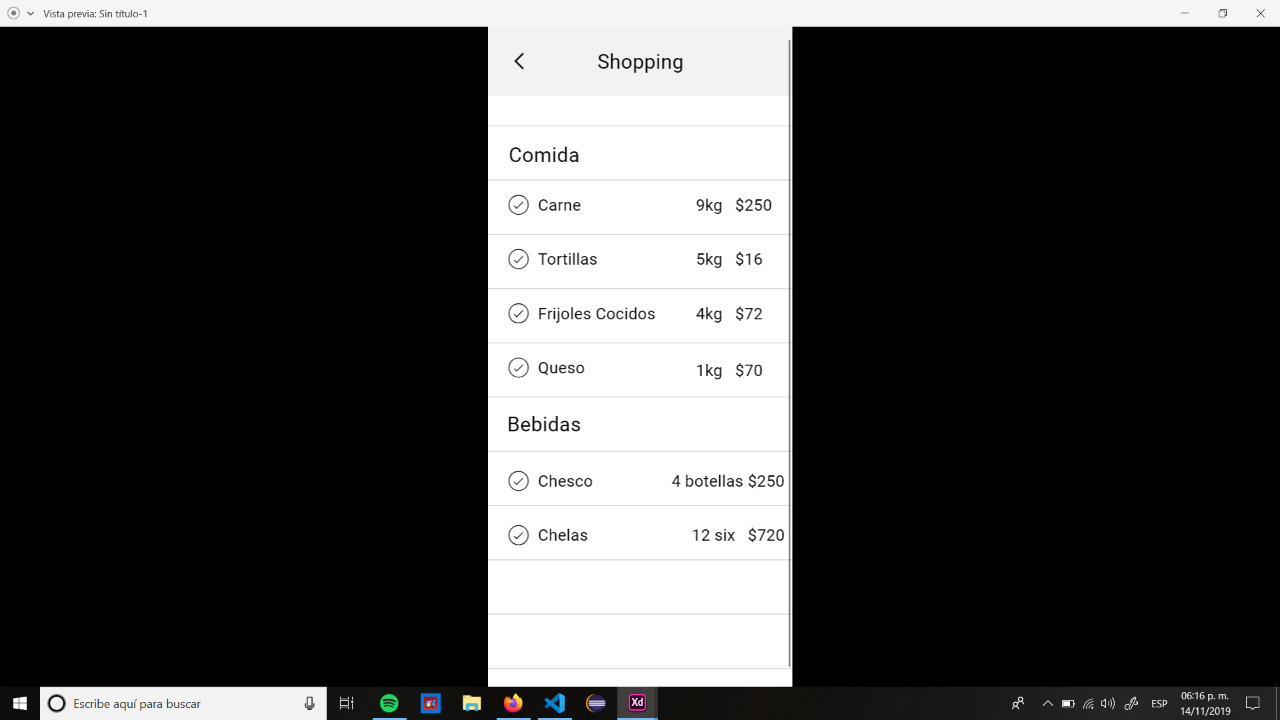 Vista previa: Sin título-1
Shopping
Comida
Carne 9kg $250
Tortillas 5kg $16
Frijoles Cocidos 4kg $72
Queso 1kg $70
Bebidas
Chesco 4 botellas $250
Chelas 12 six $720
Escribe aquí para buscar
Xd
ESP
06:16 p. m.
14/11/2019